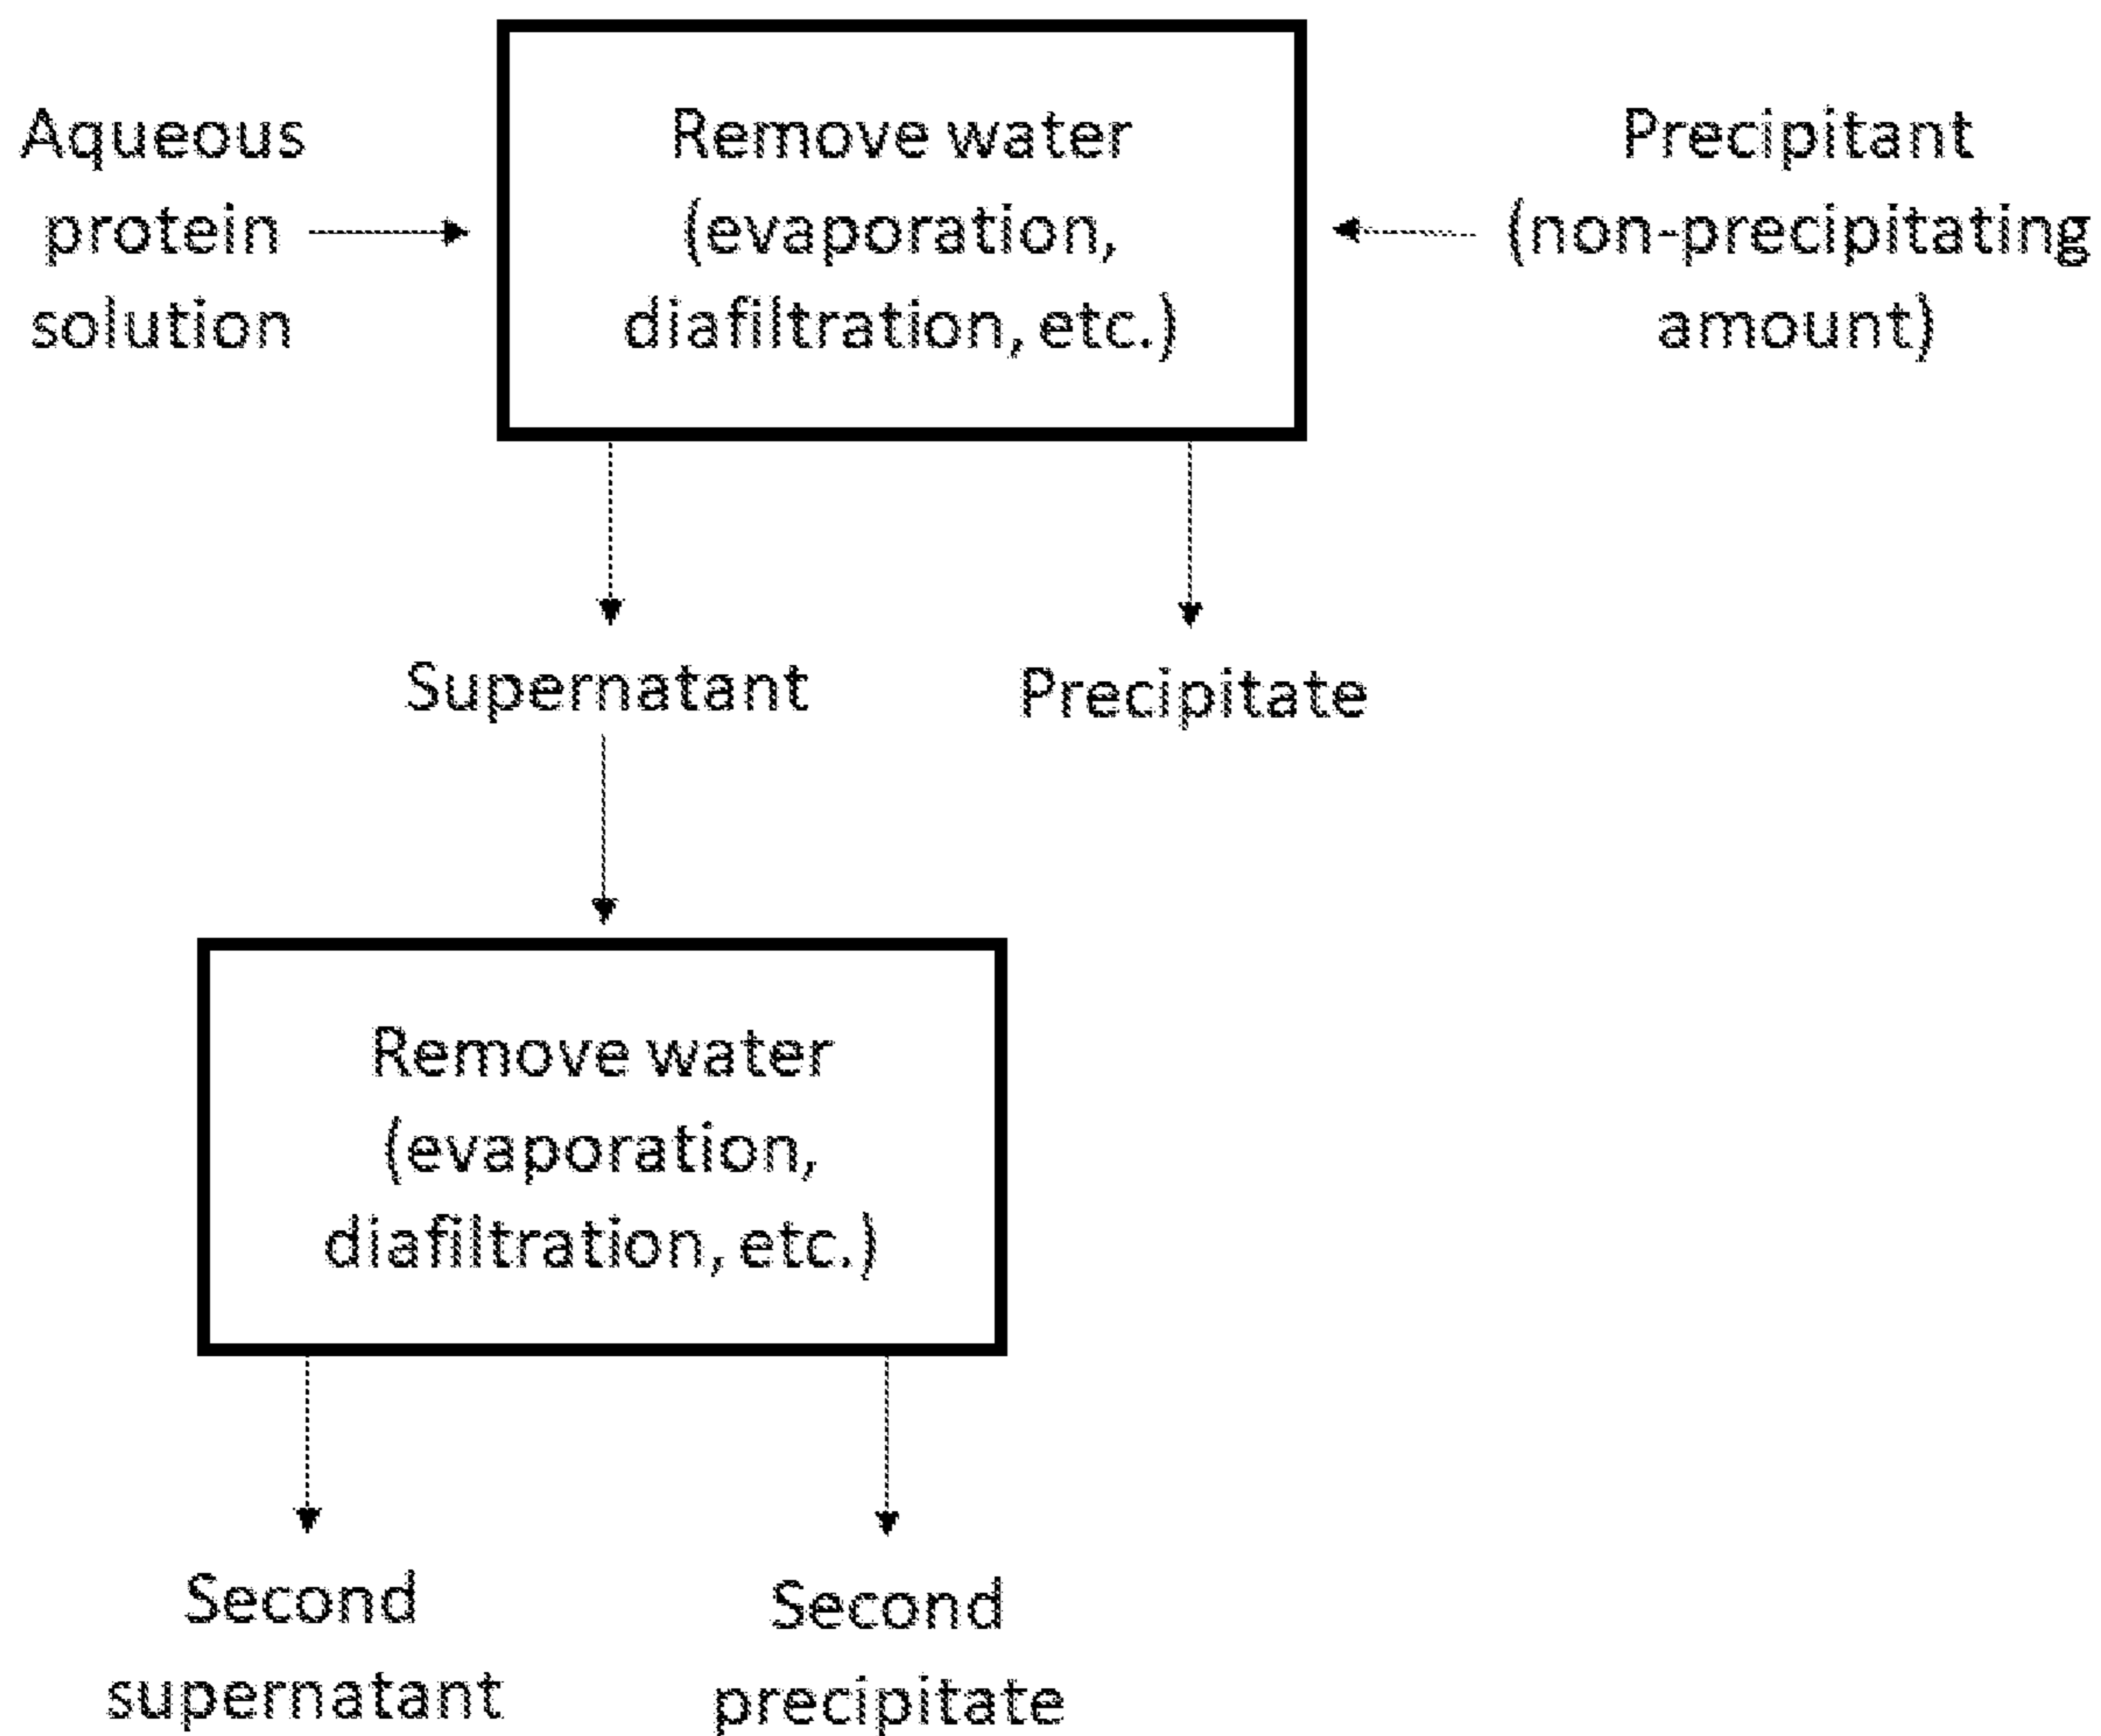 Aqueous
protein
solution
Remove water
(evaporation,
diafiltration, etc.)
Precipitant
(non-precipitating
amount)
Supernatant
Precipitate
Remove water
(evaporation,
diafiltration, etc.)
Second
supernatant
Second
precipitate